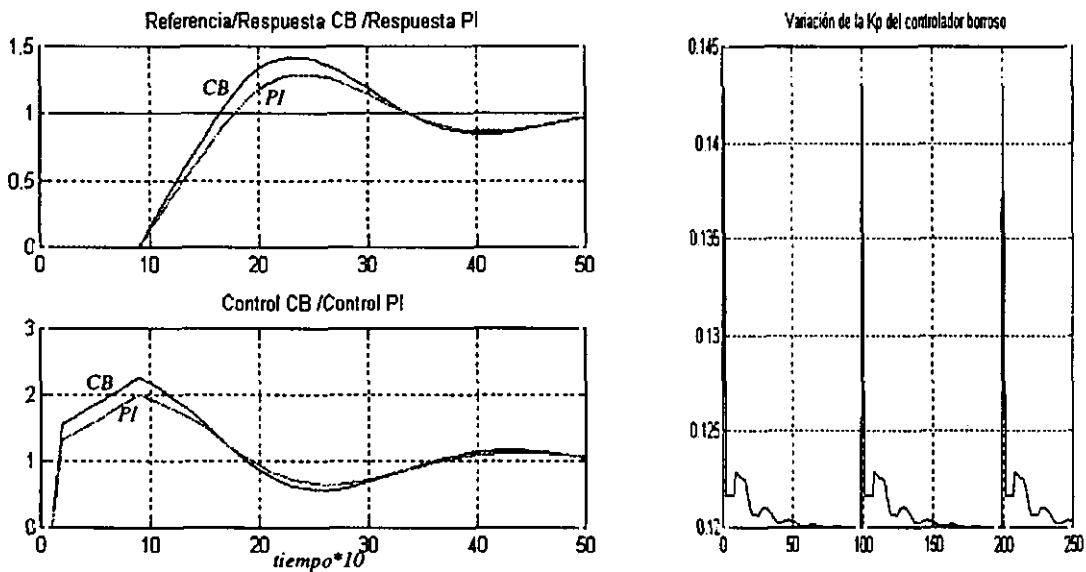 Referencia/Respuesta CB /Respuesta PI
1.5
1
0.5
0
0 10 20 30 40 50
CB
PI
Control CB /Control PI
3
2
1
0
0 10 20 30 40 50
CB
PI
tiempo*10
Variación de la Kp del controlador borroso
0.145
0.14
0.135
0.13
0.125
0.12
0 50 100 150 200 250